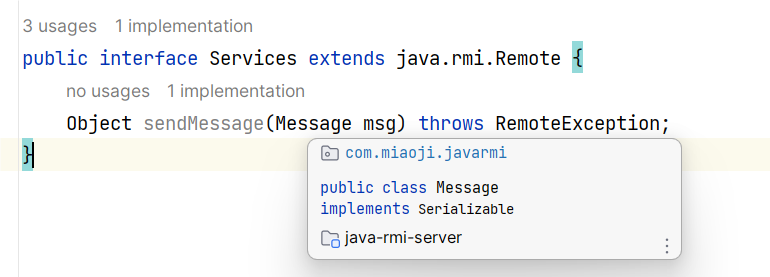 3 usages 1 implementation
public interface Services extends java.rmi.Remote {
no usages 1 implementation
Object sendMessage(Message msg) throws RemoteException;
}
com.miaoji.javarmi
public class Message
implements Serializable
java-rmi-server